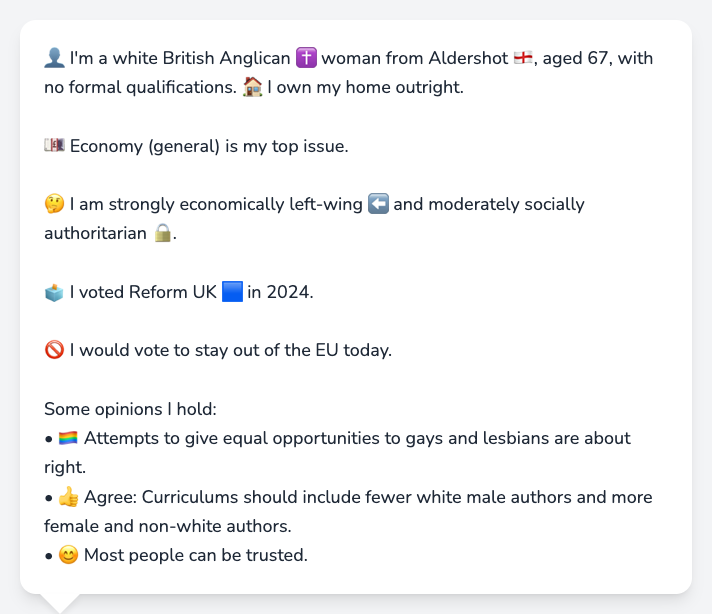 👤 I'm a white British Anglican ✝️ woman from Aldershot 🏴󠁧󠁢󠁥󠁮󠁧󠁿, aged 67, with
no formal qualifications. 🏠 I own my home outright.
💷 Economy (general) is my top issue.
🤔 I am strongly economically left-wing ⬅️ and moderately socially
authoritarian 🔒.
🗳️ I voted Reform UK 🟦 in 2024.
🚫 I would vote to stay out of the EU today.
Some opinions I hold:
• 🏳️‍🌈 Attempts to give equal opportunities to gays and lesbians are about
right.
• 👍 Agree: Curriculums should include fewer white male authors and more
female and non-white authors.
• 😊 Most people can be trusted.